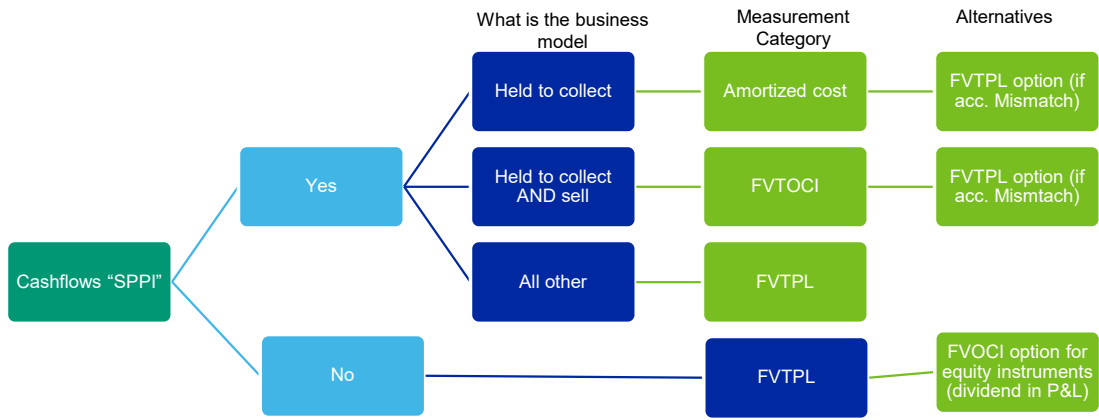 What is the business
model
Measurement
Category
Alternatives
Held to collect
Amortized cost
FVTPL option (if
acc. Mismatch)
Yes
Held to collect
AND sell
FVTOCI
FVTPL option (if
acc. Mismtach)
Cashflows “SPPI”
All other
FVTPL
No
FVTPL
FVOCI option for
equity instruments
(dividend in P&L)